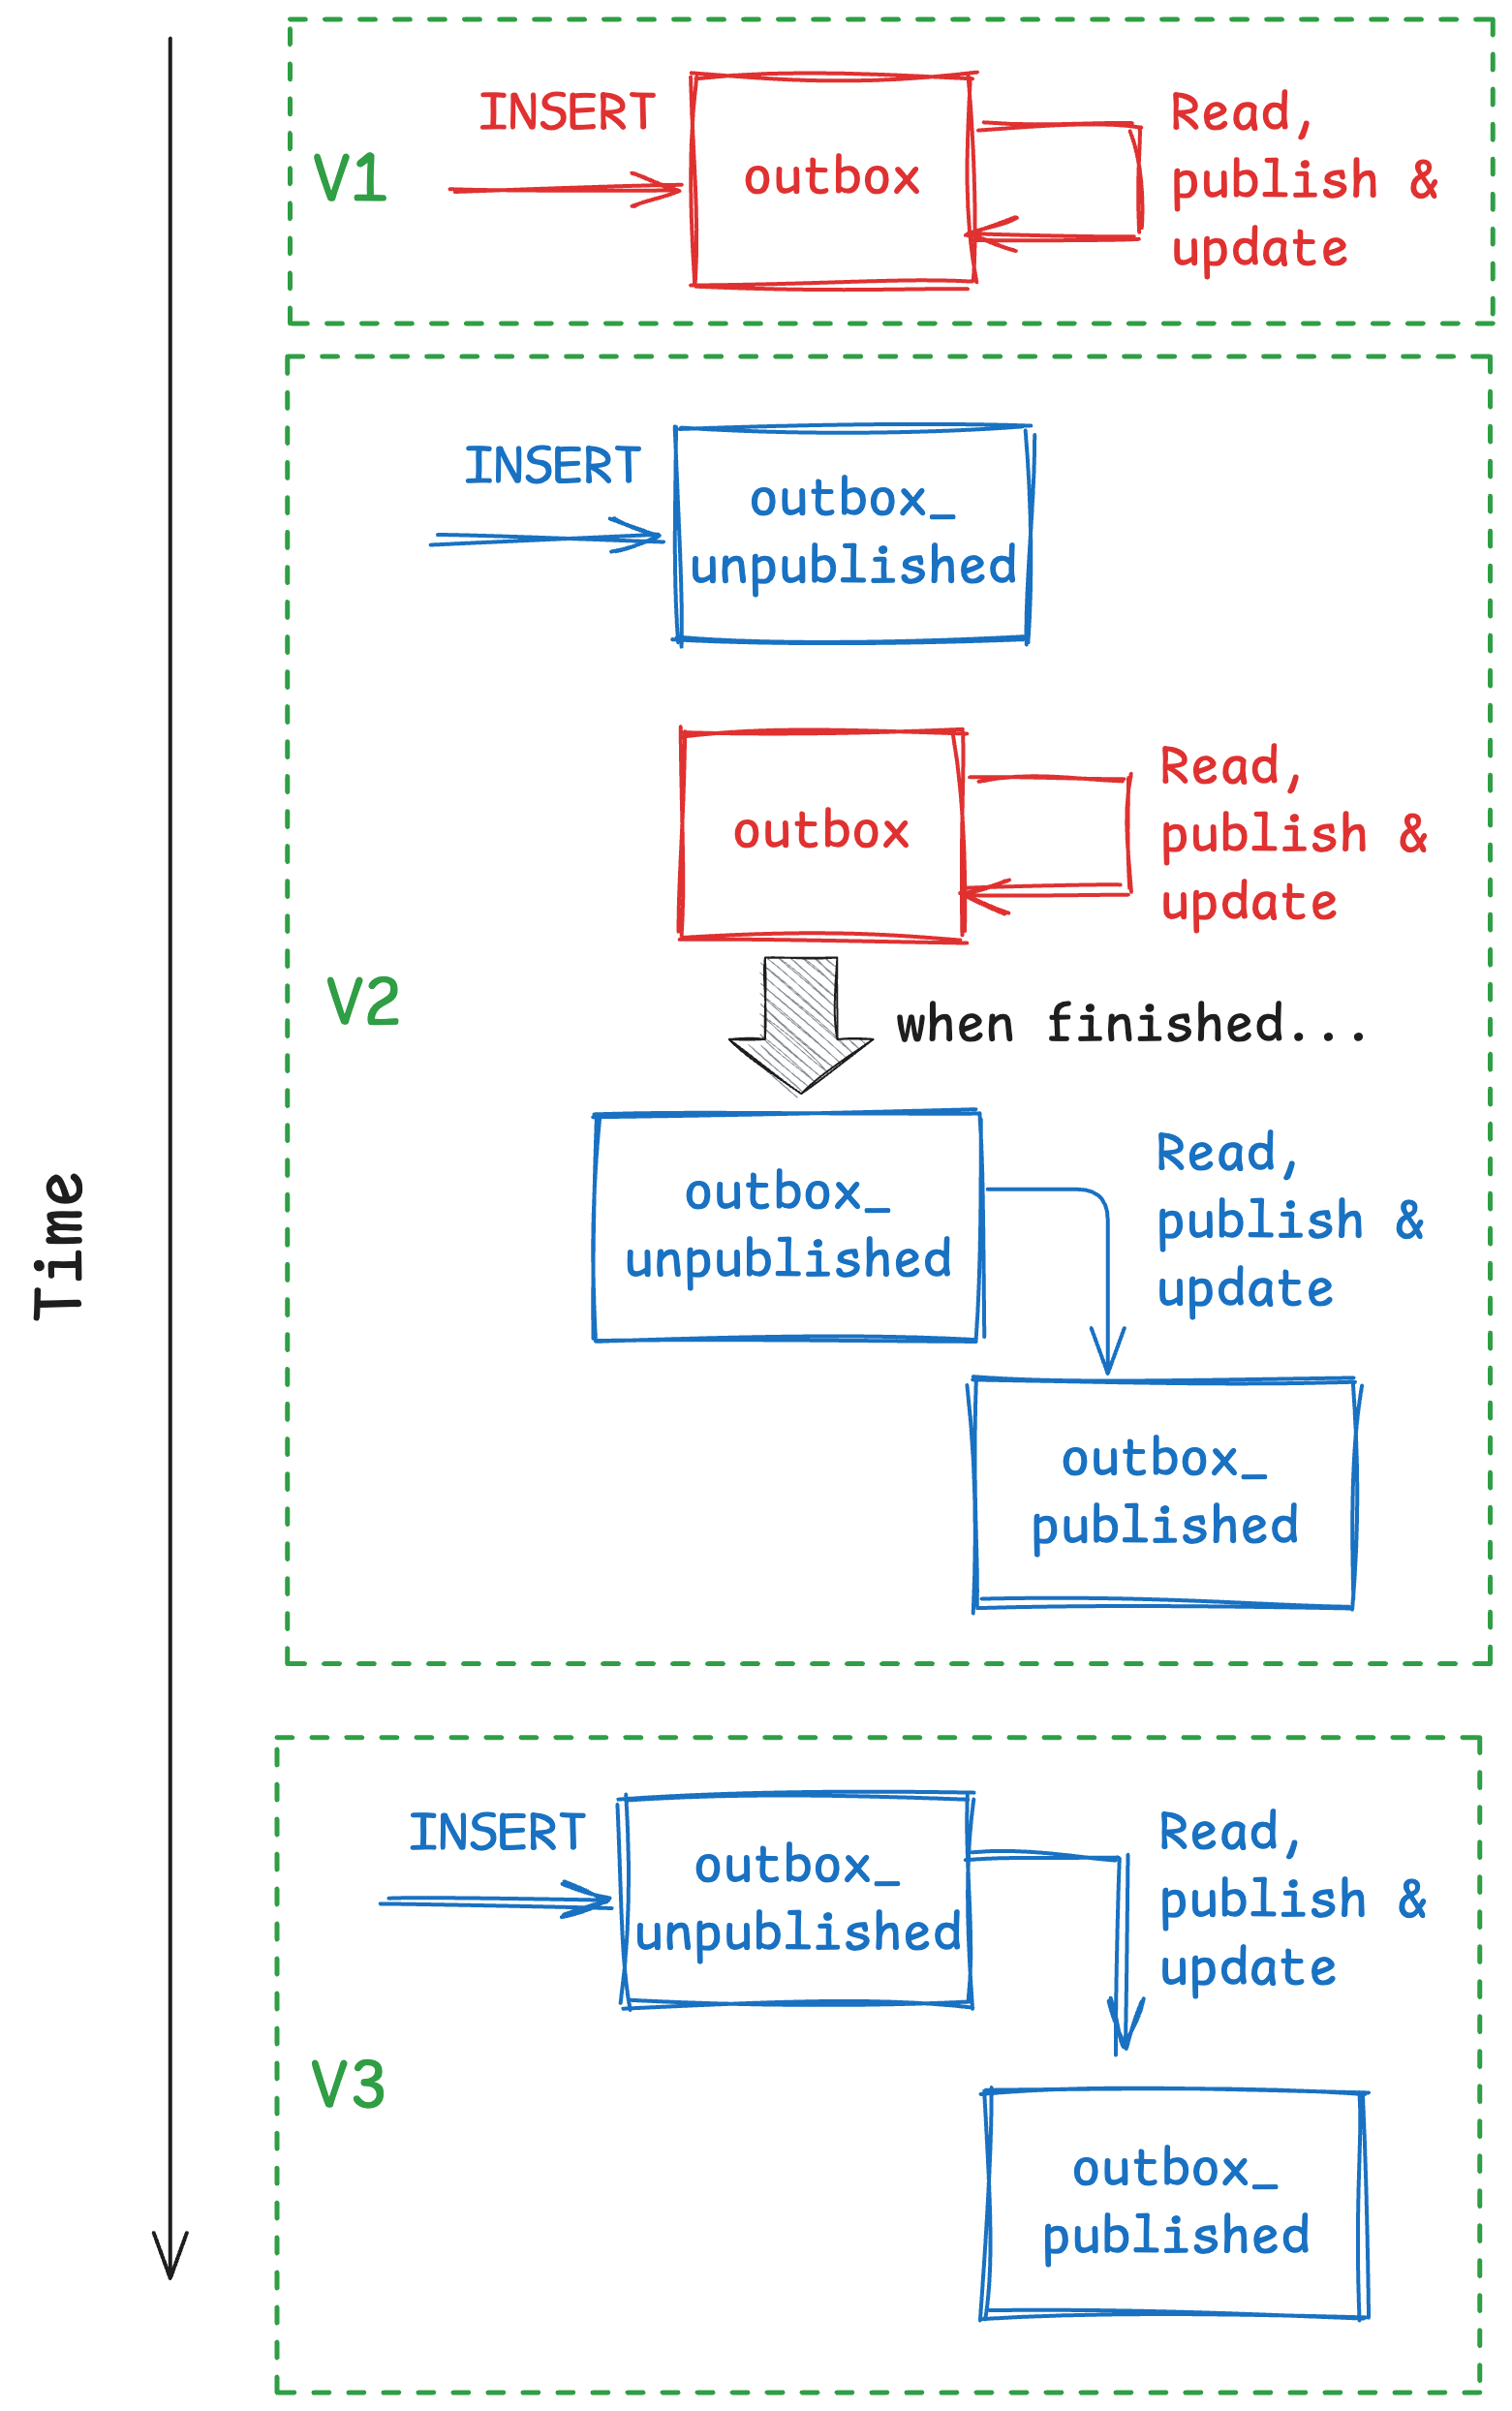 Time
V1
INSERT
outbox
Read,
publish &
update
V2
INSERT
outbox_
unpublished
outbox
Read,
publish &
update
when finished...
outbox_
unpublished
Read,
publish &
update
outbox_
published
V3
INSERT
outbox_
unpublished
Read,
publish &
update
outbox_
published